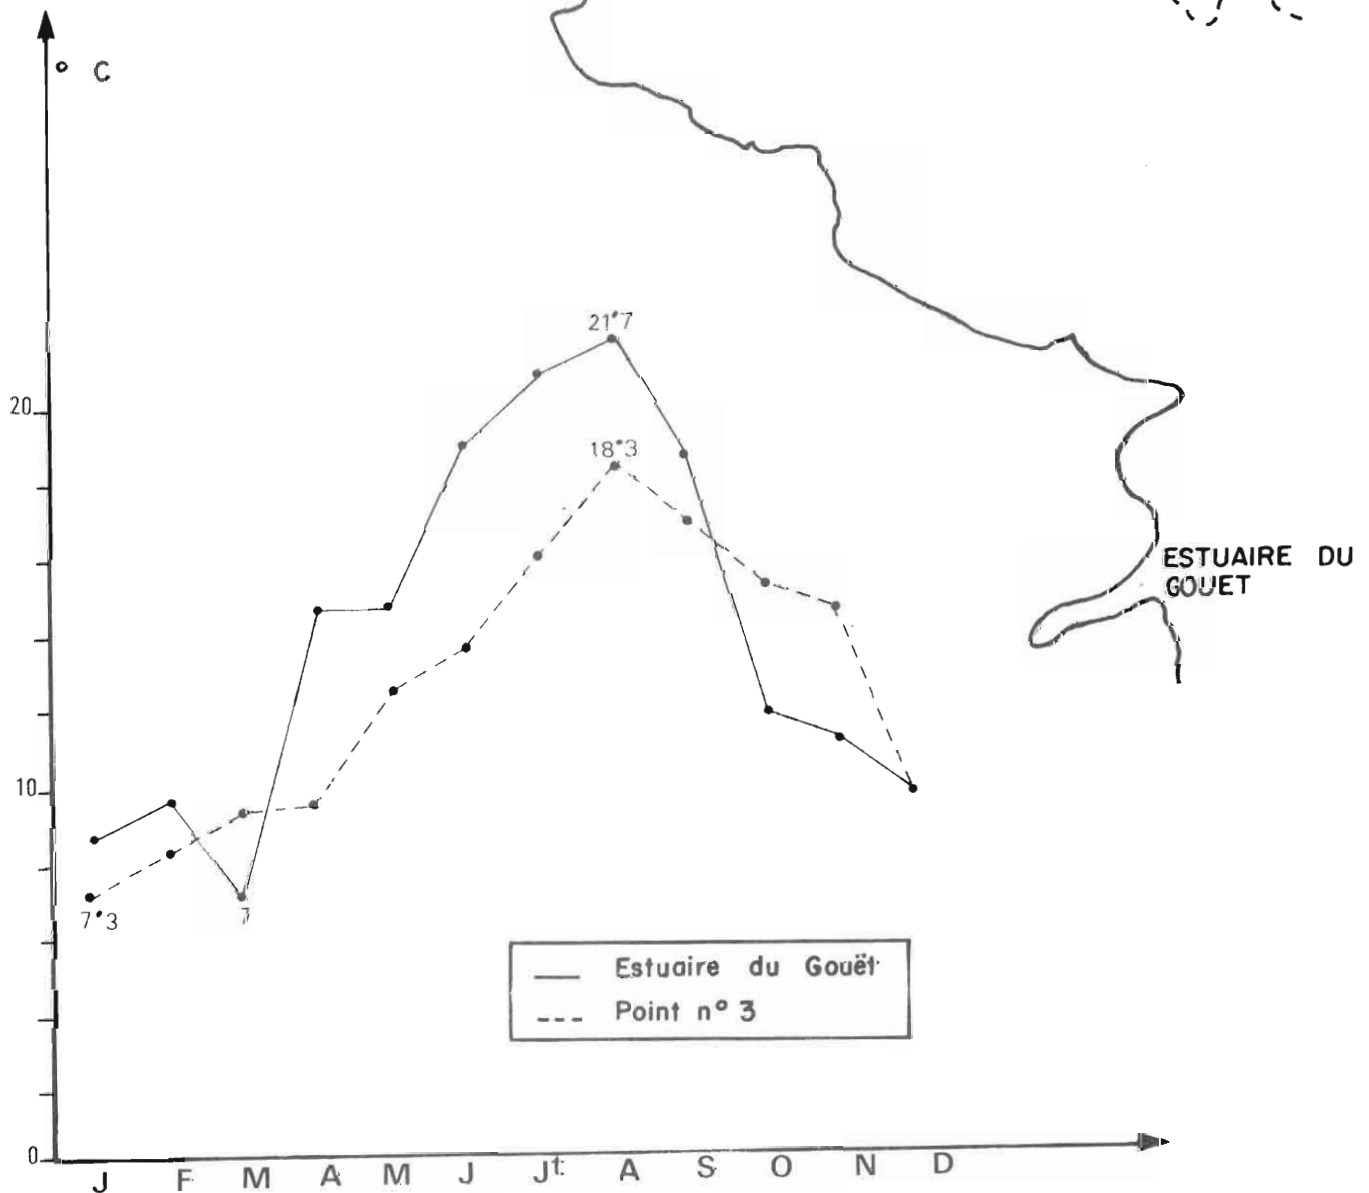 ° C
21°7
20
18°3
ESTUAIRE DU
GOUET
10
7°3
7
Estuaire du Gouët
Point n° 3
0
J F M A M J Jt A S O N D